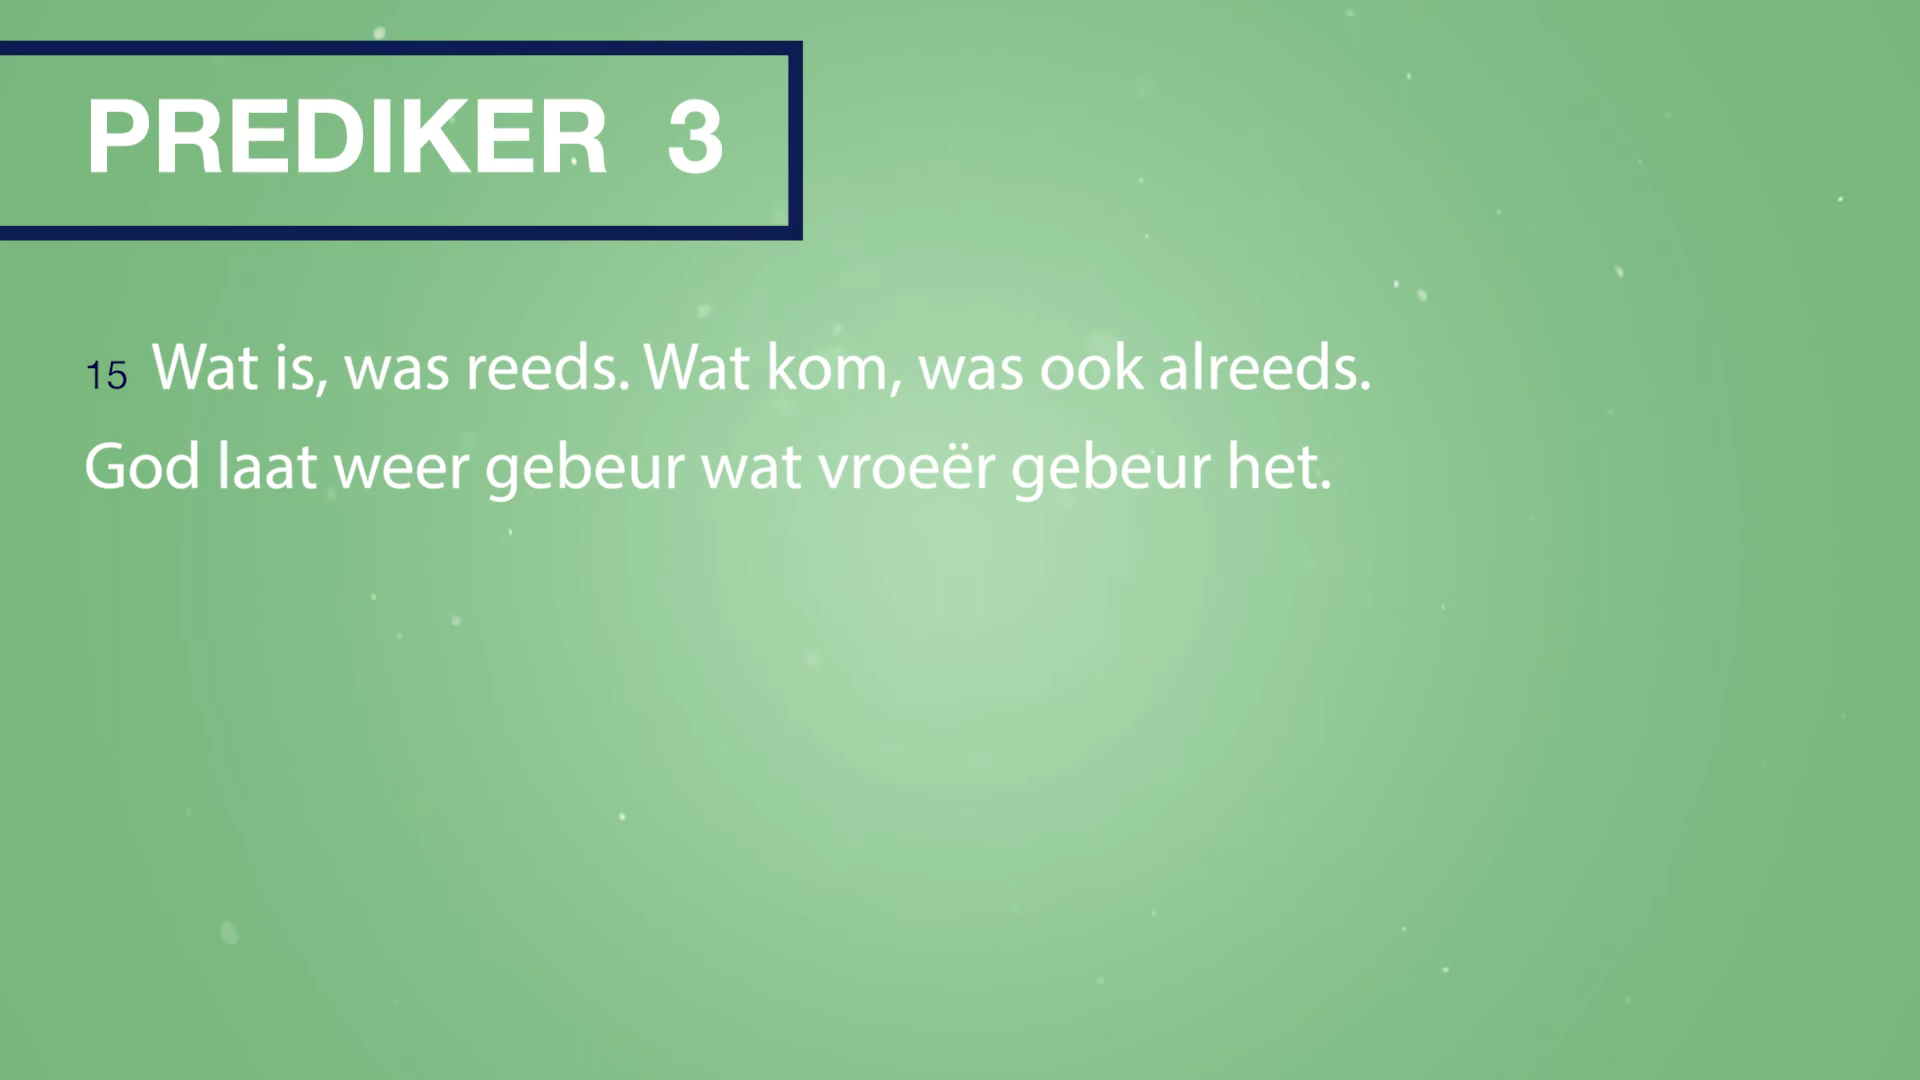 PREDIKER 3
15 Wat is, was reeds. Wat kom, was ook alreeds.
God laat weer gebeur wat vroeër gebeur het.